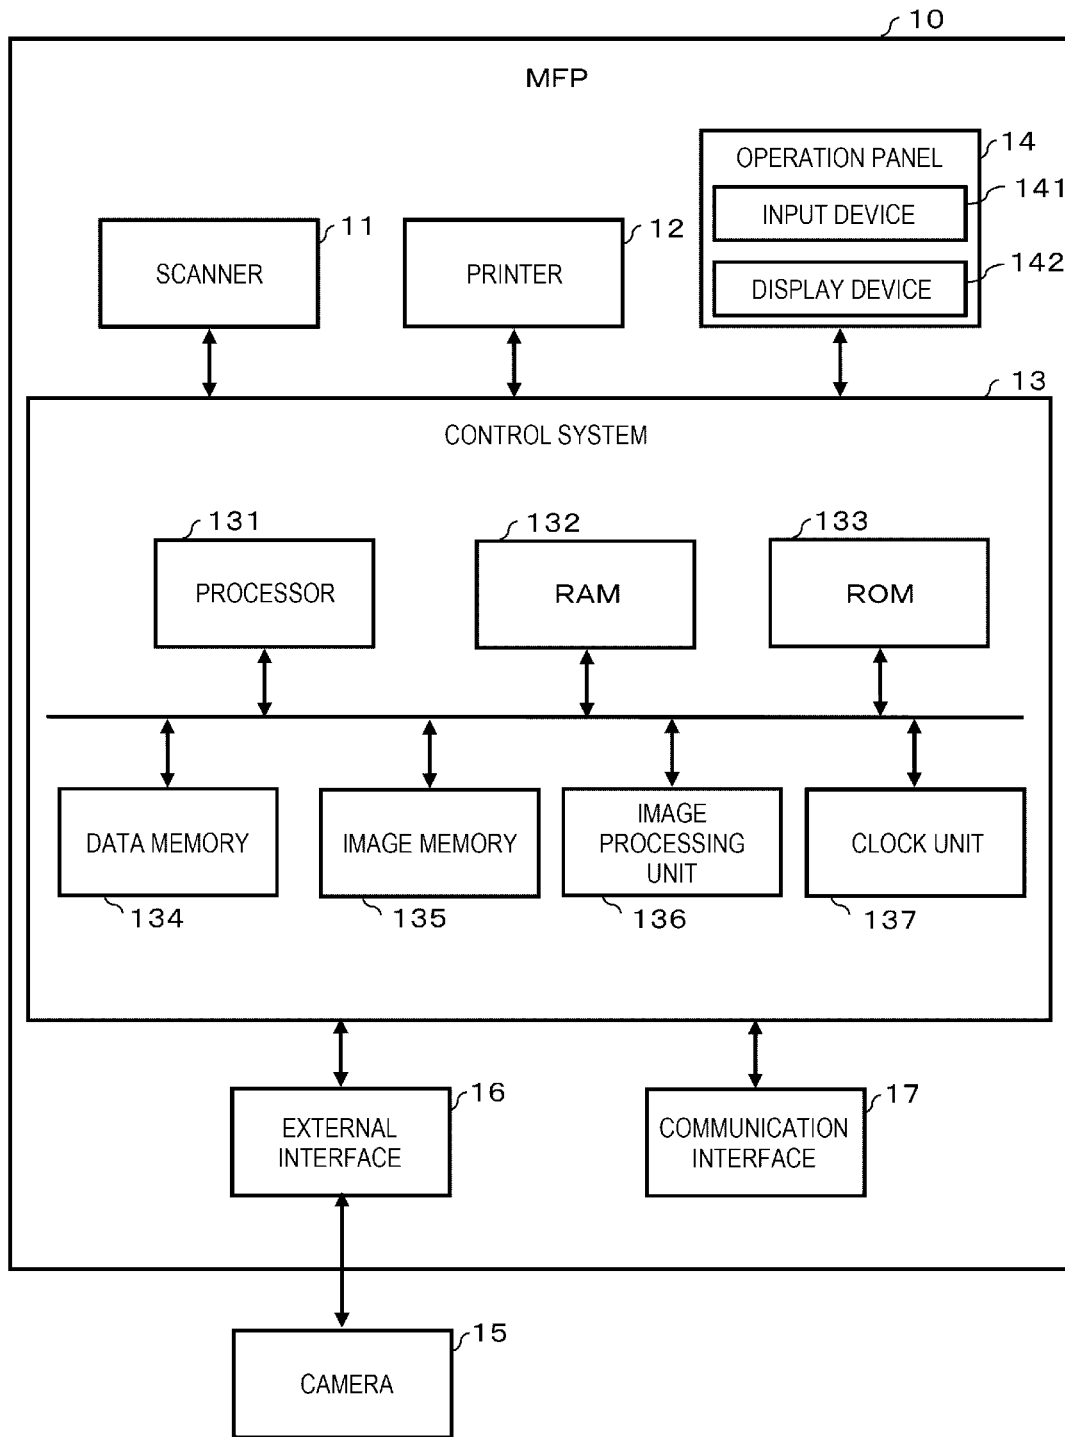 10
MFP
14
OPERATION PANEL
141
INPUT DEVICE
142
DISPLAY DEVICE
11
SCANNER
12
PRINTER
13
CONTROL SYSTEM
131
PROCESSOR
132
RAM
133
ROM
DATA MEMORY
134
IMAGE MEMORY
135
IMAGE
PROCESSING
UNIT
136
CLOCK UNIT
137
16
EXTERNAL
INTERFACE
17
COMMUNICATION
INTERFACE
15
CAMERA